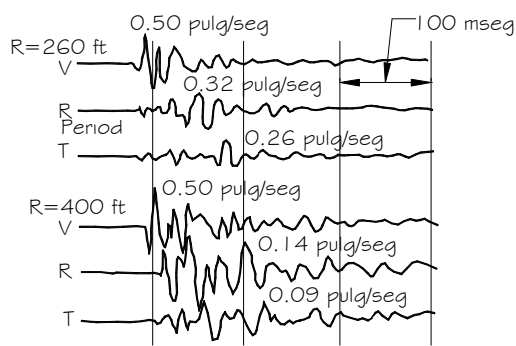 0.50 pulg/seg
100 mseg
R=260 ft
V
0.32 pulg/seg
R
Period
0.26 pulg/seg
T
0.50 pulg/seg
R=400 ft
V
0.14 pulg/seg
R
0.09 pulg/seg
T